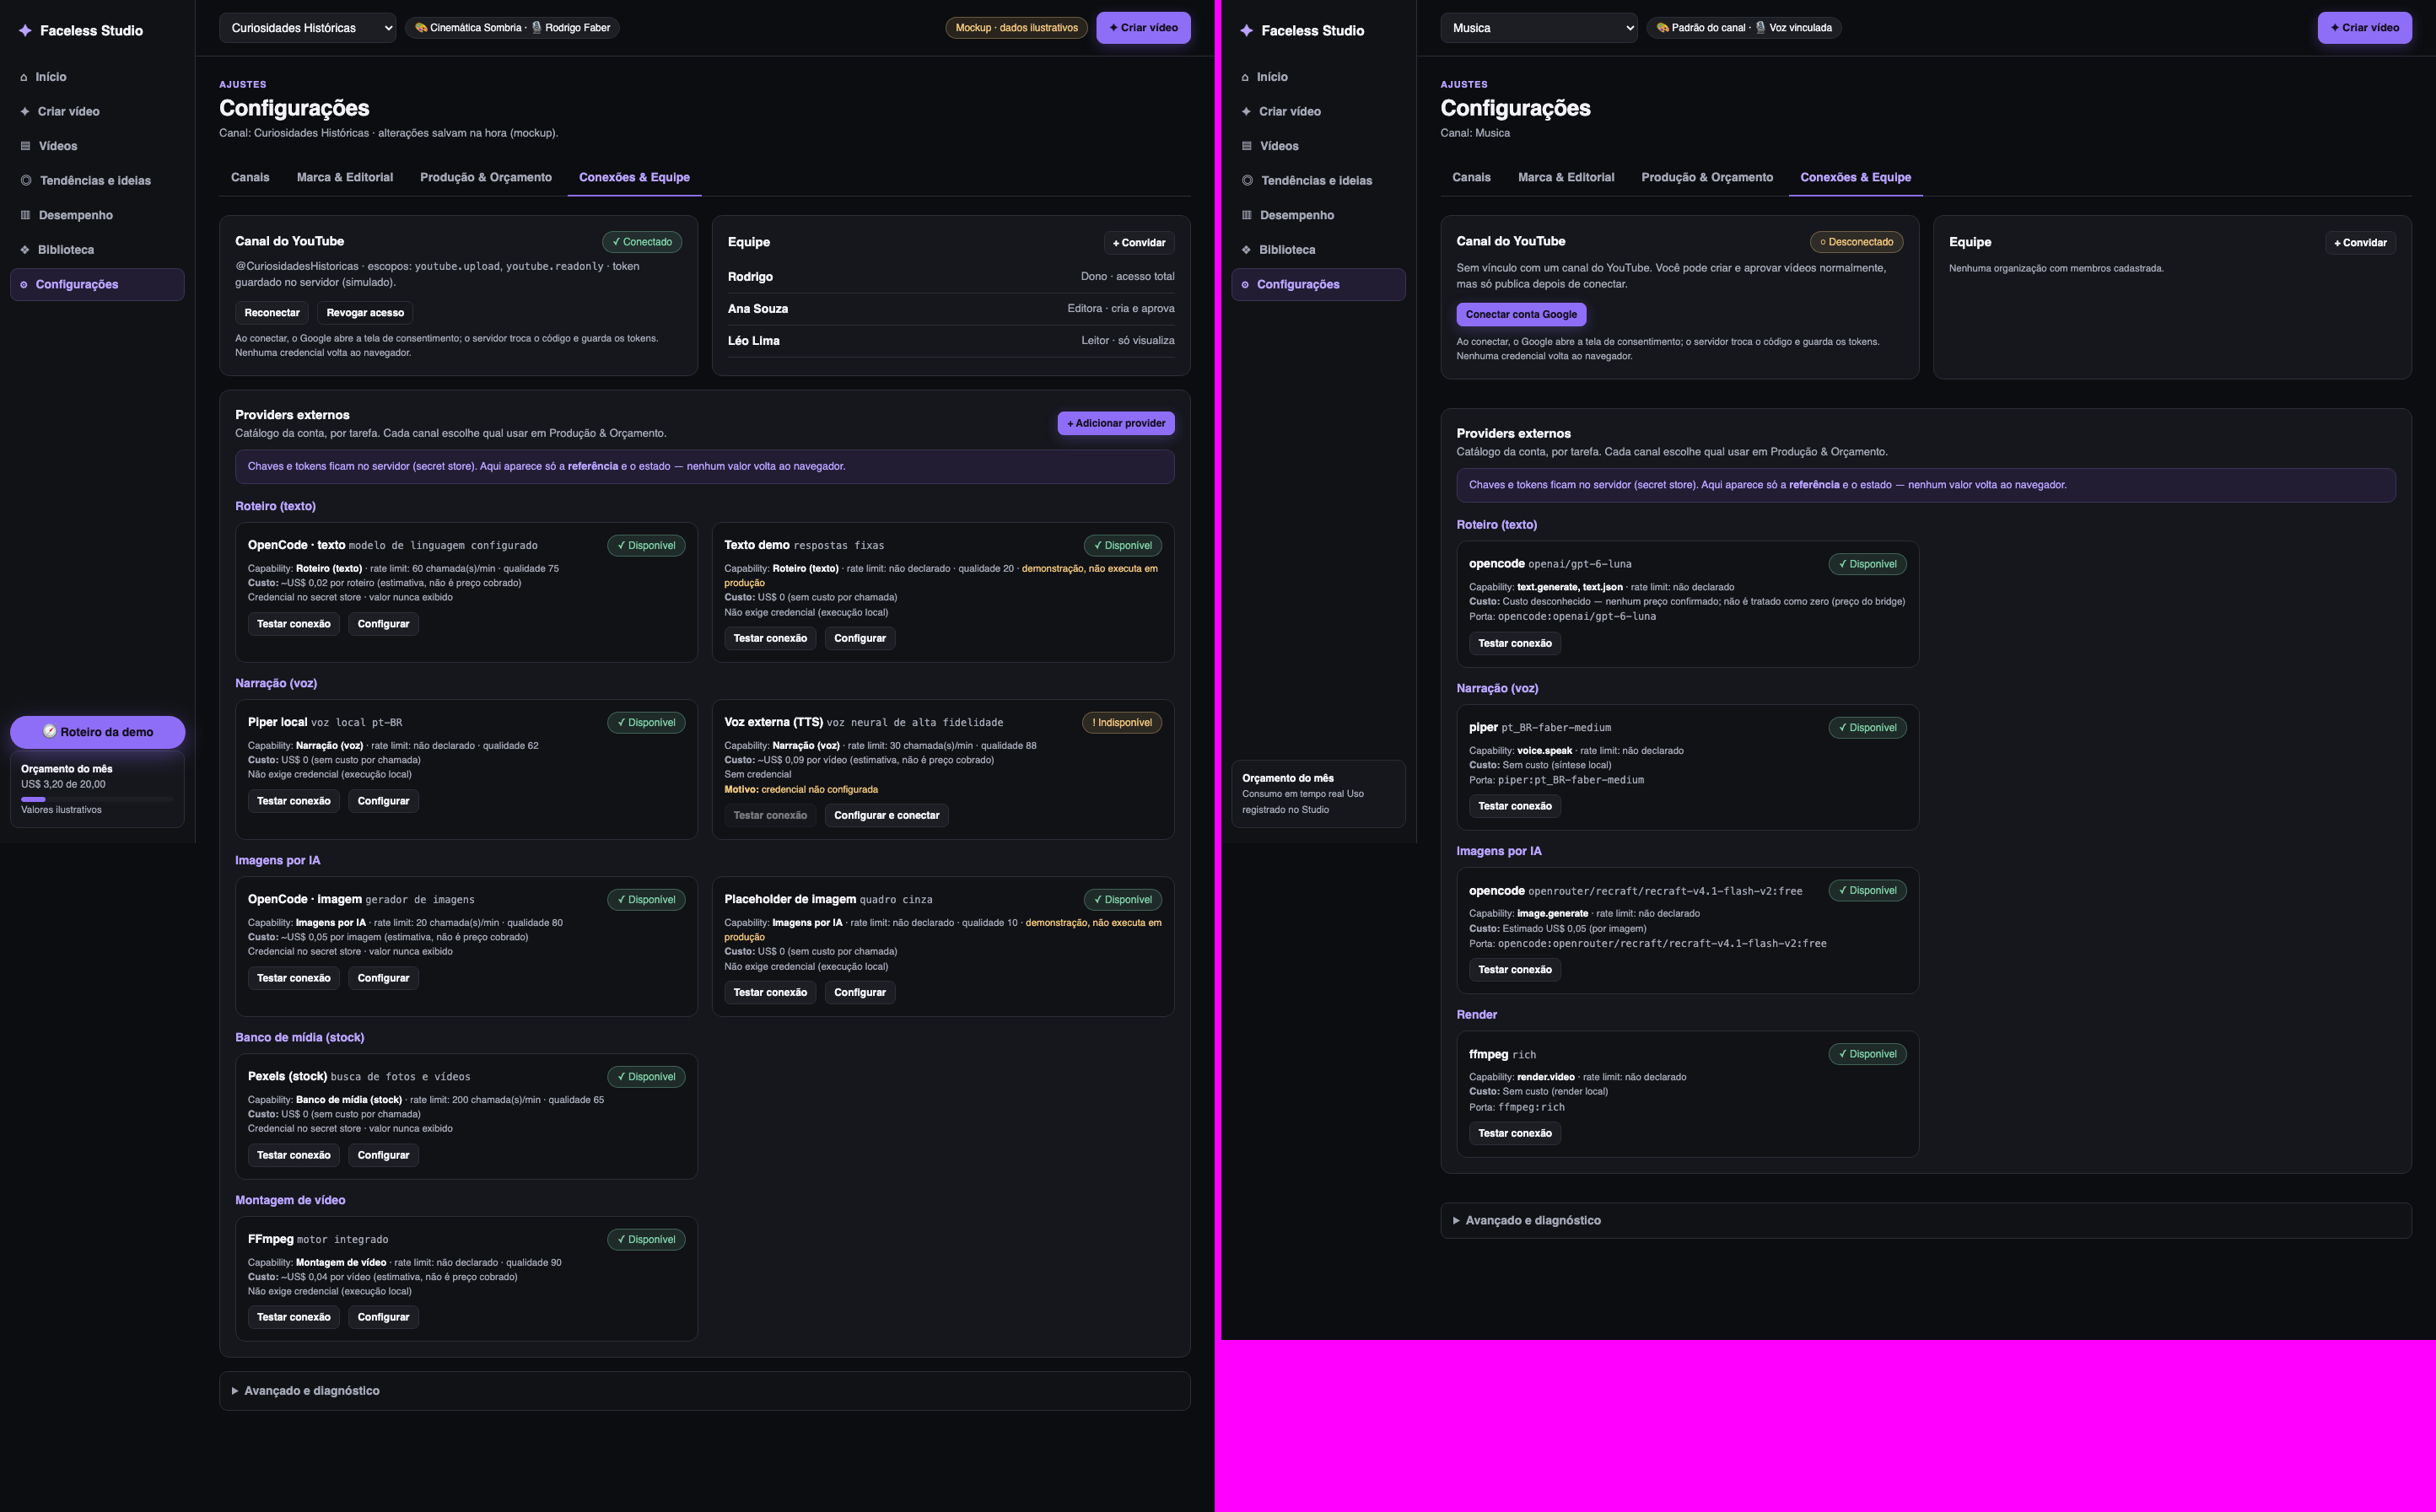 Faceless Studio
Início
Criar vídeo
Vídeos
Tendências e ideias
Desempenho
Biblioteca
Configurações
Roteiro da demo
Orçamento do mês
US$ 3,20 de 20,00
Valores ilustrativos
Curiosidades Históricas
Cinemática Sombria · Rodrigo Faber
Mockup · dados ilustrativos
Criar vídeo
AJUSTES
Configurações
Canal: Curiosidades Históricas · alterações salvam na hora (mockup).
Canais
Marca & Editorial
Produção & Orçamento
Conexões & Equipe
Canal do YouTube
✓ Conectado
@CuriosidadesHistoricas · escopos: youtube.upload, youtube.readonly · token
guardado no servidor (simulado).
Reconectar
Revogar acesso
Ao conectar, o Google abre a tela de consentimento; o servidor troca o código e guarda os tokens.
Nenhuma credencial volta ao navegador.
Equipe
+ Convidar
Rodrigo
Dono · acesso total
Ana Souza
Editora · cria e aprova
Léo Lima
Leitor · só visualiza
Providers externos
Catálogo da conta, por tarefa. Cada canal escolhe qual usar em Produção & Orçamento.
+ Adicionar provider
Chaves e tokens ficam no servidor (secret store). Aqui aparece só a referência e o estado — nenhum valor volta ao navegador.
Roteiro (texto)
OpenCode · texto modelo de linguagem configurado
✓ Disponível
Capability: Roteiro (texto) · rate limit: 60 chamada(s)/min · qualidade 75
Custo: ~US$ 0,02 por roteiro (estimativa, não é preço cobrado)
Credencial no secret store · valor nunca exibido
Testar conexão
Configurar
Texto demo respostas fixas
✓ Disponível
Capability: Roteiro (texto) · rate limit: não declarado · qualidade 20 · demonstração, não executa em
produção
Custo: US$ 0 (sem custo por chamada)
Não exige credencial (execução local)
Testar conexão
Configurar
Narração (voz)
Piper local voz local pt-BR
✓ Disponível
Capability: Narração (voz) · rate limit: não declarado · qualidade 62
Custo: US$ 0 (sem custo por chamada)
Não exige credencial (execução local)
Testar conexão
Configurar
Voz externa (TTS) voz neural de alta fidelidade
! Indisponível
Capability: Narração (voz) · rate limit: 30 chamada(s)/min · qualidade 88
Custo: ~US$ 0,09 por vídeo (estimativa, não é preço cobrado)
Sem credencial
Motivo: credencial não configurada
Testar conexão
Configurar e conectar
Imagens por IA
OpenCode · imagem gerador de imagens
✓ Disponível
Capability: Imagens por IA · rate limit: 20 chamada(s)/min · qualidade 80
Custo: ~US$ 0,05 por imagem (estimativa, não é preço cobrado)
Credencial no secret store · valor nunca exibido
Testar conexão
Configurar
Placeholder de imagem quadro cinza
✓ Disponível
Capability: Imagens por IA · rate limit: não declarado · qualidade 10 · demonstração, não executa em
produção
Custo: US$ 0 (sem custo por chamada)
Não exige credencial (execução local)
Testar conexão
Configurar
Banco de mídia (stock)
Pexels (stock) busca de fotos e vídeos
✓ Disponível
Capability: Banco de mídia (stock) · rate limit: 200 chamada(s)/min · qualidade 65
Custo: US$ 0 (sem custo por chamada)
Credencial no secret store · valor nunca exibido
Testar conexão
Configurar
Montagem de vídeo
FFmpeg motor integrado
✓ Disponível
Capability: Montagem de vídeo · rate limit: não declarado · qualidade 90
Custo: ~US$ 0,04 por vídeo (estimativa, não é preço cobrado)
Não exige credencial (execução local)
Testar conexão
Configurar
Avançado e diagnóstico
Faceless Studio
Início
Criar vídeo
Vídeos
Tendências e ideias
Desempenho
Biblioteca
Configurações
Orçamento do mês
Consumo em tempo real Uso
registrado no Studio
Musica
Padrão do canal · Voz vinculada
Criar vídeo
AJUSTES
Configurações
Canal: Musica
Canais
Marca & Editorial
Produção & Orçamento
Conexões & Equipe
Canal do YouTube
○ Desconectado
Sem vínculo com um canal do YouTube. Você pode criar e aprovar vídeos normalmente,
mas só publica depois de conectar.
Conectar conta Google
Ao conectar, o Google abre a tela de consentimento; o servidor troca o código e guarda os tokens.
Nenhuma credencial volta ao navegador.
Equipe
+ Convidar
Nenhuma organização com membros cadastrada.
Providers externos
Catálogo da conta, por tarefa. Cada canal escolhe qual usar em Produção & Orçamento.
Chaves e tokens ficam no servidor (secret store). Aqui aparece só a referência e o estado — nenhum valor volta ao navegador.
Roteiro (texto)
opencode openai/gpt-6-luna
✓ Disponível
Capability: text.generate, text.json · rate limit: não declarado
Custo: Custo desconhecido — nenhum preço confirmado; não é tratado como zero (preço do bridge)
Porta: opencode:openai/gpt-6-luna
Testar conexão
Narração (voz)
piper pt_BR-faber-medium
✓ Disponível
Capability: voice.speak · rate limit: não declarado
Custo: Sem custo (síntese local)
Porta: piper:pt_BR-faber-medium
Testar conexão
Imagens por IA
opencode openrouter/recraft/recraft-v4.1-flash-v2:free
✓ Disponível
Capability: image.generate · rate limit: não declarado
Custo: Estimado US$ 0,05 (por imagem)
Porta: opencode:openrouter/recraft/recraft-v4.1-flash-v2:free
Testar conexão
Render
ffmpeg rich
✓ Disponível
Capability: render.video · rate limit: não declarado
Custo: Sem custo (render local)
Porta: ffmpeg:rich
Testar conexão
Avançado e diagnóstico